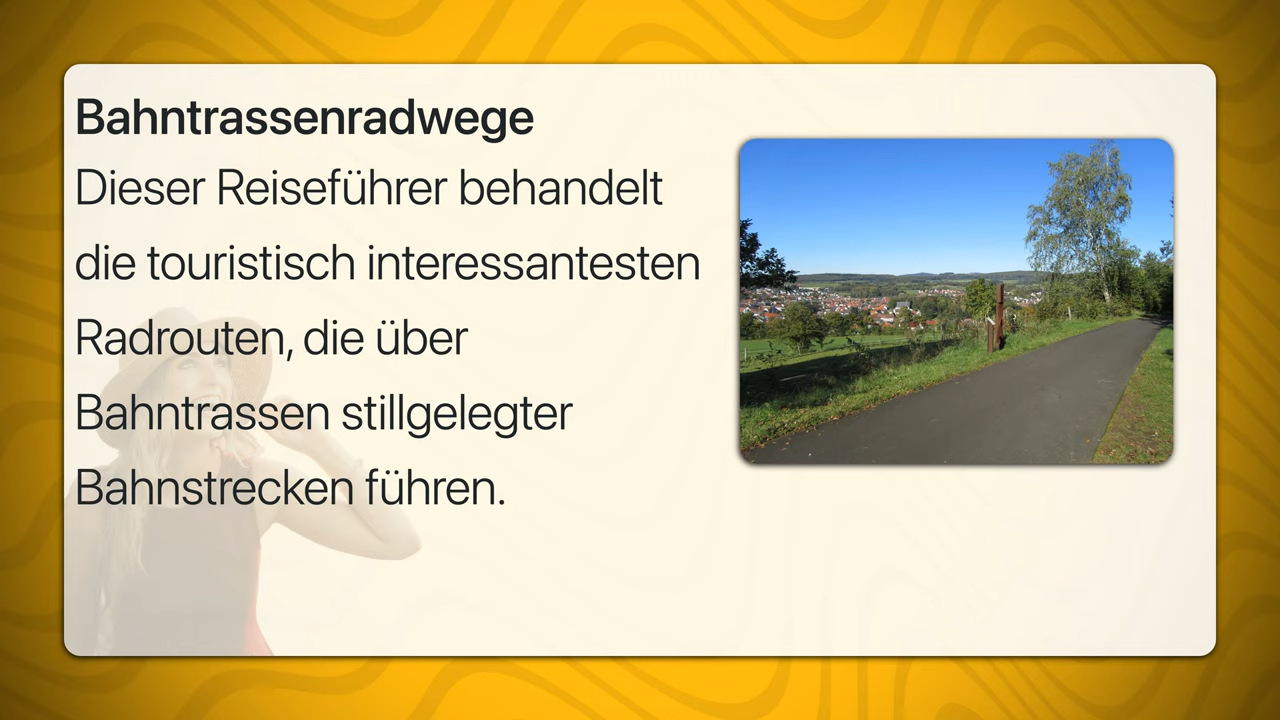 Bahntrassenradwege
Dieser Reiseführer behandelt
die touristisch interessantesten
Radrouten, die über
Bahntrassen stillgelegter
Bahnstrecken führen.